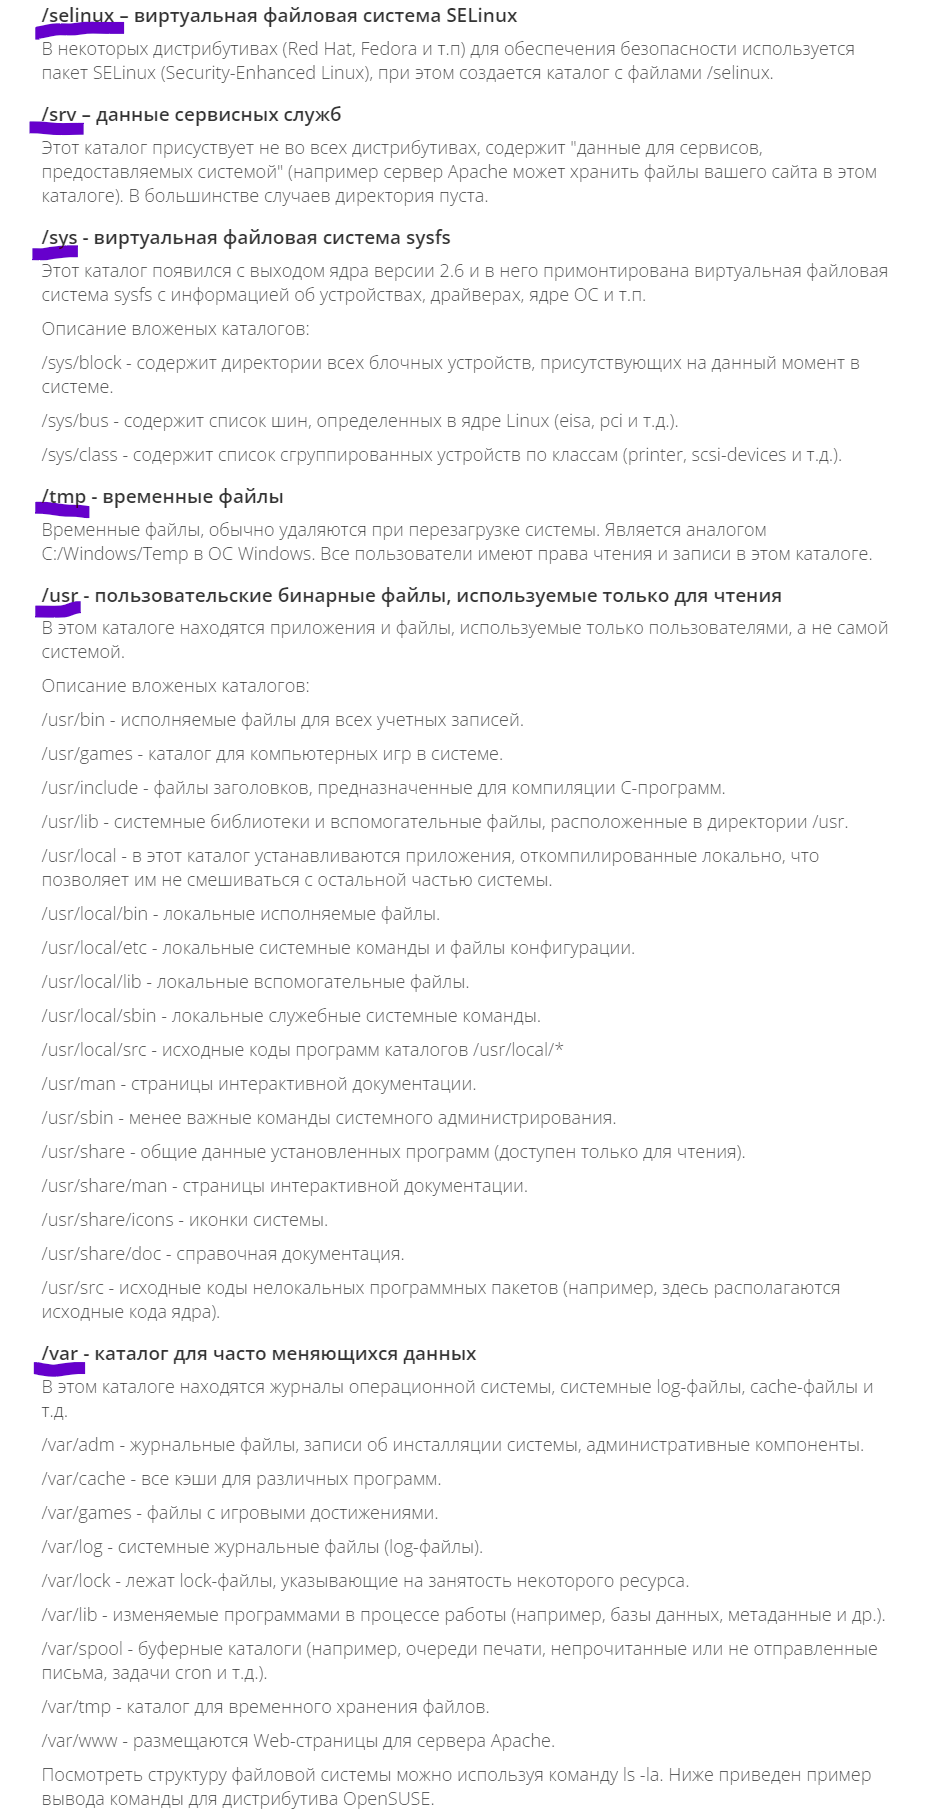 /selinux – виртуальная файловая система SELinux
В некоторых дистрибутивах (Red Hat, Fedora и т.п) для обеспечения безопасности используется
пакет SELinux (Security-Enhanced Linux), при этом создается каталог с файлами /selinux.
/srv – данные сервисных служб
Этот каталог присуствует не во всех дистрибутивах, содержит "данные для сервисов,
предоставляемых системой" (например сервер Apache может хранить файлы вашего сайта в этом
каталоге). В большинстве случаев директория пуста.
/sys - виртуальная файловая система sysfs
Этот каталог появился с выходом ядра версии 2.6 и в него примонтирована виртуальная файловая
система sysfs с информацией об устройствах, драйверах, ядре ОС и т.п.
Описание вложеных каталогов:
/sys/block - содержит директории всех блочных устройств, присутствующих на данный момент в
системе.
/sys/bus - содержит список шин, определенных в ядре Linux (eisa, pci и т.д.).
/sys/class - содержит список сгруппированных устройств по классам (printer, scsi-devices и т.д.).
/tmp - временные файлы
Временные файлы, обычно удаляются при перезагрузке системы. Является аналогом
C:/Windows/Temp в ОС Windows. Все пользователи имеют права чтения и записи в этом каталоге.
/usr - пользовательские бинарные файлы, используемые только для чтения
В этом каталоге находятся приложения и файлы, используемые только пользователями, а не самой
системой.
Описание вложеных каталогов:
/usr/bin - исполняемые файлы для всех учетных записей.
/usr/games - каталог для компьютерных игр в системе.
/usr/include - файлы заголовков, предназначенные для компиляции С-программ.
/usr/lib - системные библиотеки и вспомогательные файлы, расположенные в директории /usr.
/usr/local - в этот каталог устанавливаются приложения, откомпилированные локально, что
позволяет им не смешиваться с остальной частью системы.
/usr/local/bin - локальные исполняемые файлы.
/usr/local/etc - локальные системные команды и файлы конфигурации.
/usr/local/lib - локальные вспомогательные файлы.
/usr/local/sbin - локальные служебные системные команды.
/usr/local/src - исходные коды программ каталогов /usr/local/*
/usr/man - страницы интерактивной документации.
/usr/sbin - менее важные команды системного администрирования.
/usr/share - общие данные установленных программ (доступен только для чтения).
/usr/share/man - страницы интерактивной документации.
/usr/share/icons - иконки системы.
/usr/share/doc - справочная документация.
/usr/src - исходные коды нелокальных программных пакетов (например, здесь располагаются
исходные кода ядра).
/var - каталог для часто меняющихся данных
В этом каталоге находятся журналы операционной системы, системные log-файлы, cache-файлы и
т.д.
/var/adm - журнальные файлы, записи об инсталляции системы, административные компоненты.
/var/cache - все кэши для различных программ.
/var/games - файлы с игровыми достижениями.
/var/log - системные журнальные файлы (log-файлы).
/var/lock - лежат lock-файлы, указывающие на занятость некоторого ресурса.
/var/lib - изменяемые программами в процессе работы (например, базы данных, метаданные и др.).
/var/spool - буферные каталоги (например, очереди печати, непрочитанные или не отправленные
письма, задачи cron и т.д.).
/var/tmp - каталог для временного хранения файлов.
/var/www - размещаются Web-страницы для сервера Apache.
Посмотреть структуру файловой системы можно используя команду ls -la. Ниже приведен пример
вывода команды для дистрибутива OpenSUSE.